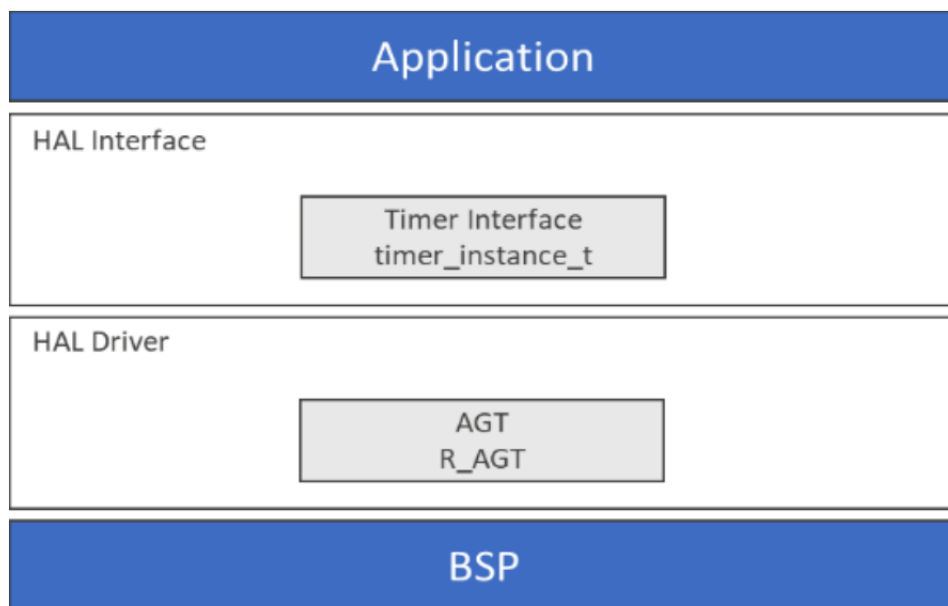 Application
HAL Interface
Timer Interface
timer_instance_t
HAL Driver
AGT
R_AGT
BSP